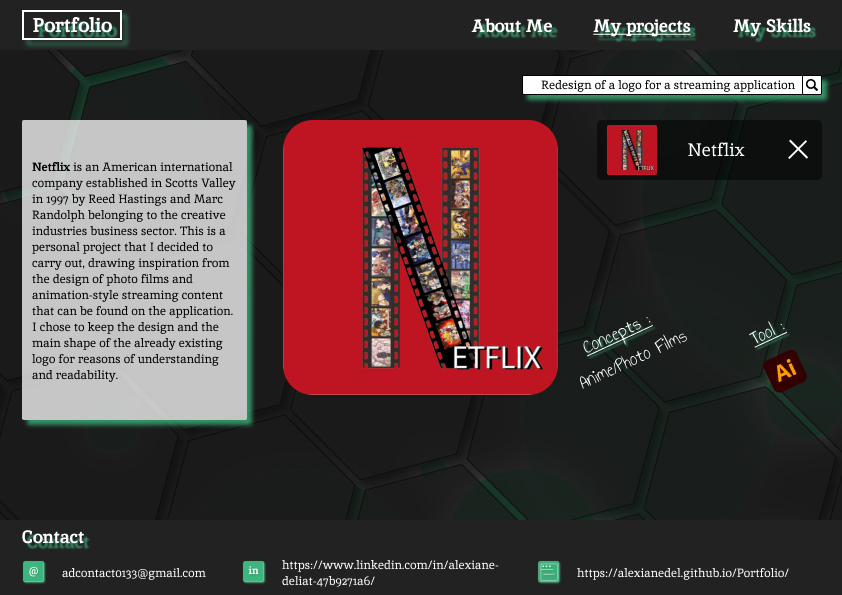 Portfolio
About Me
My projects
My Skills
Redesign of a logo for a streaming application
Netflix is an American international
company established in Scotts Valley
in 1997 by Reed Hastings and Marc
Randolph belonging to the creative
industries business sector. This is a
personal project that I decided to
carry out, drawing inspiration from
the design of photo films and
animation-style streaming content
that can be found on the application.
I chose to keep the design and the
main shape of the already existing
logo for reasons of understanding
and readability.
N
ETFLIX
N
ETFLIX
Netflix
Concepts :
Anime/Photo Films
Tool :
Ai
Contact
@
adcontact0133@gmail.com
in
https://www.linkedin.com/in/alexiane-
deliat-47b9271a6/
https://alexianedel.github.io/Portfolio/